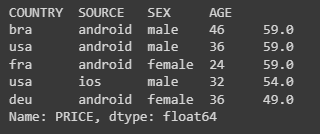 COUNTRY  SOURCE   SEX     AGE
bra      android  male    46     59.0
usa      android  male    36     59.0
fra      android  female  24     59.0
usa      ios      male    32     54.0
deu      android  female  36     49.0
Name: PRICE, dtype: float64